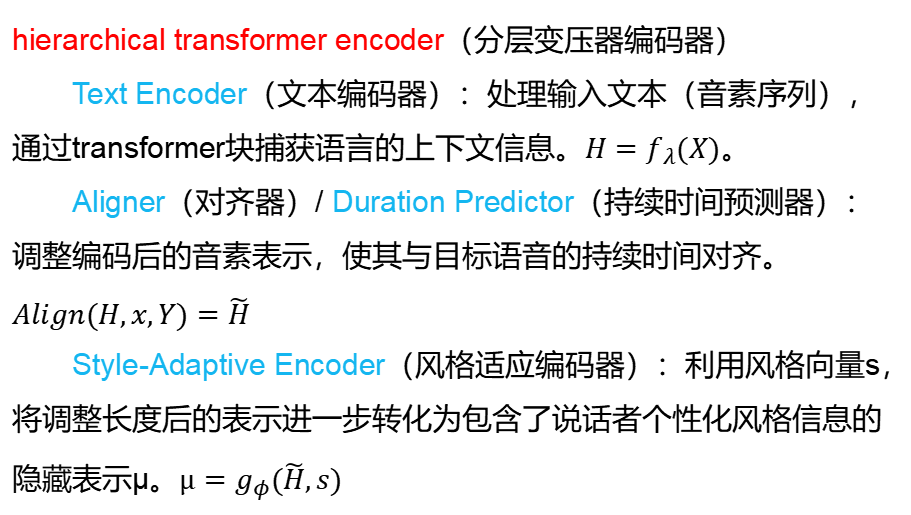 hierarchical transformer encoder（分层变压器编码器）
Text Encoder（文本编码器）：处理输入文本（音素序列），
通过transformer块捕获语言的上下文信息。𝐻 = 𝑓_𝜆(𝑋)。
Aligner（对齐器）/ Duration Predictor（持续时间预测器）：
调整编码后的音素表示，使其与目标语音的持续时间对齐。
𝐴𝑙𝑖𝑔𝑛(𝐻, 𝑥, 𝑌) = 𝐻̃
Style-Adaptive Encoder（风格适应编码器）：利用风格向量s，
将调整长度后的表示进一步转化为包含了说话者个性化风格信息的
隐藏表示μ。μ = 𝑔_𝜙(𝐻̃, 𝑠)